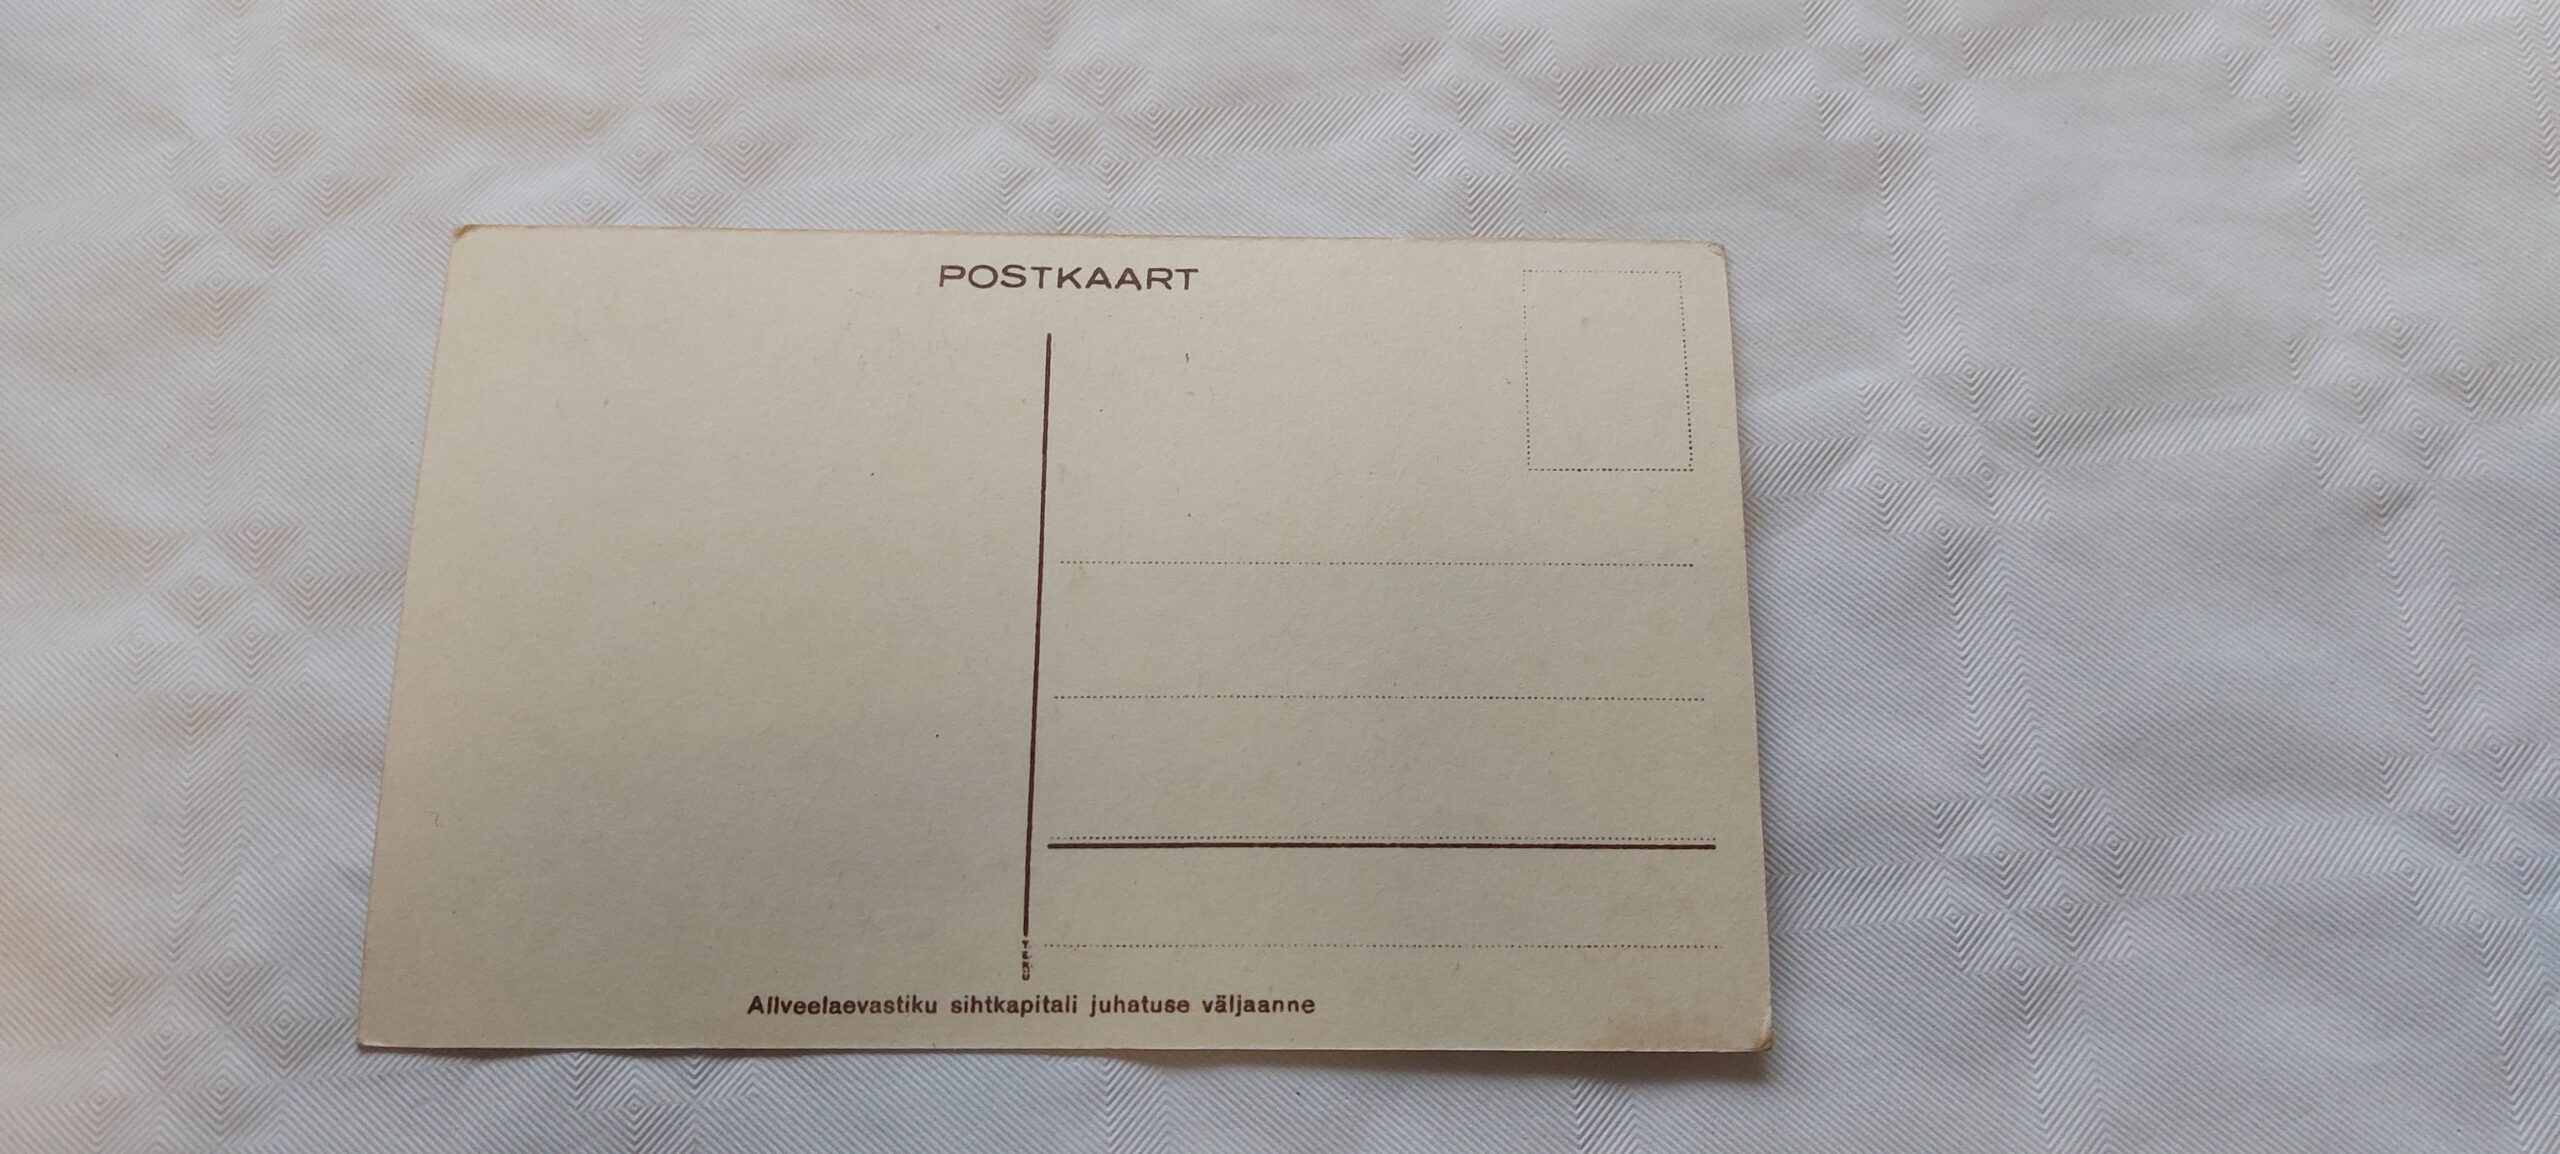 POSTKAART
T.E.K.U
Allveelaevastiku sihtkapitali juhatuse väljaanne